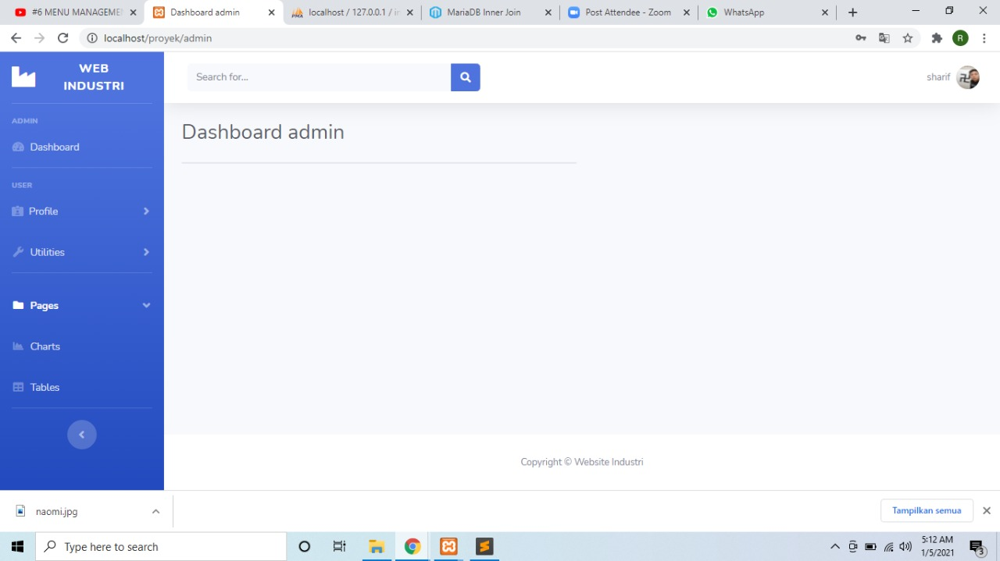 #6 MENU MANAGEMEN
Dashboard admin
localhost / 127.0.0.1 / in
MariaDB Inner Join
Post Attendee - Zoom
WhatsApp
localhost/proyek/admin
R
WEB
INDUSTRI
Search for...
sharif
ADMIN
Dashboard admin
Dashboard
USER
Profile
Utilities
Pages
Charts
Tables
Copyright © Website Industri
naomi.jpg
Tampilkan semua
Type here to search
5:12 AM
1/5/2021
3